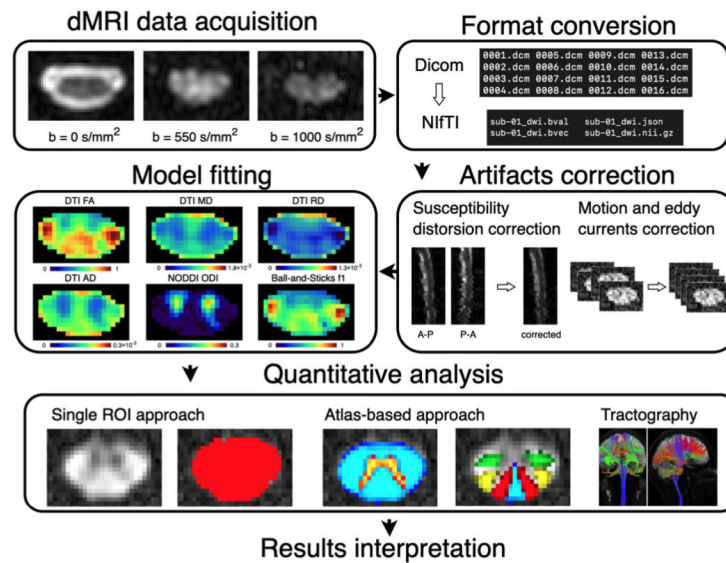 dMRI data acquisition
b = 0 s/mm²
b = 550 s/mm²
b = 1000 s/mm²
Format conversion
Dicom
NIfTI
0001.dcm 0005.dcm 0009.dcm 0013.dcm
0002.dcm 0006.dcm 0010.dcm 0014.dcm
0003.dcm 0007.dcm 0011.dcm 0015.dcm
0004.dcm 0008.dcm 0012.dcm 0016.dcm
sub-01_dwi.bval sub-01_dwi.json
sub-01_dwi.bvec sub-01_dwi.nii.gz
Artifacts correction
Susceptibility
distorsion correction
A-P
P-A
corrected
Motion and eddy
currents correction
Model fitting
DTI FA
0 1
DTI MD
0 1.8*10⁻³
DTI RD
0 1.3*10⁻³
DTI AD
0 0.3*10⁻³
NODDI ODI
0 0.3
Ball-and-Sticks f1
0 1
Quantitative analysis
Single ROI approach
Atlas-based approach
Tractography
Results interpretation